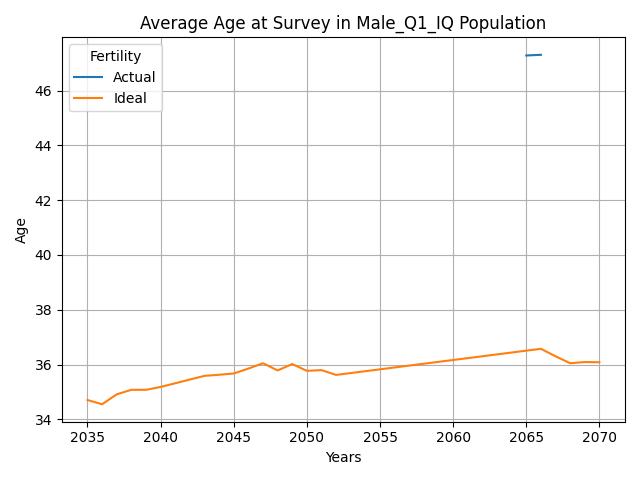 Average Age at Survey in Male_Q1_IQ Population
Fertility
Actual
Ideal
46
44
42
40
38
36
34
Age
2035 2040 2045 2050 2055 2060 2065 2070
Years